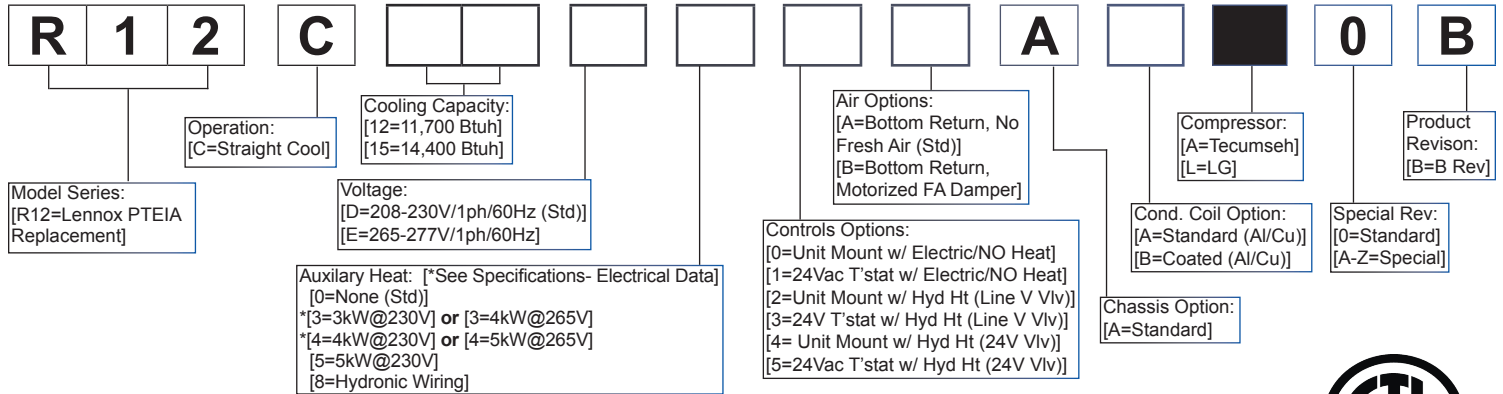 R 1 2 C A 0 B
Model Series:
[R12=Lennox PTEIA
Replacement]
Operation:
[C=Straight Cool]
Cooling Capacity:
[12=11,700 Btuh]
[15=14,400 Btuh]
Voltage:
[D=208-230V/1ph/60Hz (Std)]
[E=265-277V/1ph/60Hz]
Auxilary Heat: [*See Specifications- Electrical Data]
[0=None (Std)]
*[3=3kW@230V] or [3=4kW@265V]
*[4=4kW@230V] or [4=5kW@265V]
[5=5kW@230V]
[8=Hydronic Wiring]
Controls Options:
[0=Unit Mount w/ Electric/NO Heat]
[1=24Vac T'stat w/ Electric/NO Heat]
[2=Unit Mount w/ Hyd Ht (Line V Vlv)]
[3=24V T'stat w/ Hyd Ht (Line V Vlv)]
[4= Unit Mount w/ Hyd Ht (24V Vlv)]
[5=24Vac T'stat w/ Hyd Ht (24V Vlv)]
Air Options:
[A=Bottom Return, No
Fresh Air (Std)]
[B=Bottom Return,
Motorized FA Damper]
Chassis Option:
[A=Standard]
Cond. Coil Option:
[A=Standard (Al/Cu)]
[B=Coated (Al/Cu)]
Compressor:
[A=Tecumseh]
[L=LG]
Special Rev:
[0=Standard]
[A-Z=Special]
Product
Revison:
[B=B Rev]